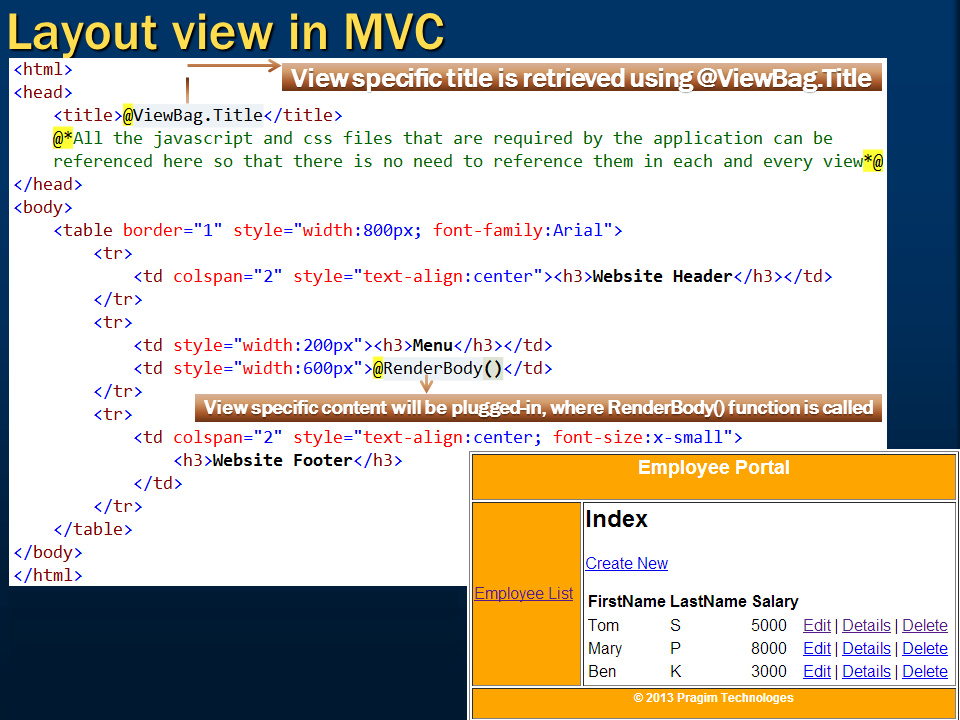 Layout view in MVC
<html>
View specific title is retrieved using @ViewBag.Title
<head>
<title>@ViewBag.Title</title>
@*All the javascript and css files that are required by the application can be
referenced here so that there is no need to reference them in each and every view*@
</head>
<body>
<table border="1" style="width:800px; font-family:Arial">
<tr>
<td colspan="2" style="text-align:center"><h3>Website Header</h3></td>
</tr>
<tr>
<td style="width:200px"><h3>Menu</h3></td>
<td style="width:600px">@RenderBody()</td>
</tr>
View specific content will be plugged-in, where RenderBody() function is called
<tr>
<td colspan="2" style="text-align:center; font-size:x-small">
<h3>Website Footer</h3>
</td>
</tr>
</table>
</body>
</html>
Employee Portal
Employee List
Index
Create New
FirstName LastName Salary
Tom S 5000 Edit | Details | Delete
Mary P 8000 Edit | Details | Delete
Ben K 3000 Edit | Details | Delete
© 2013 Pragim Technologes